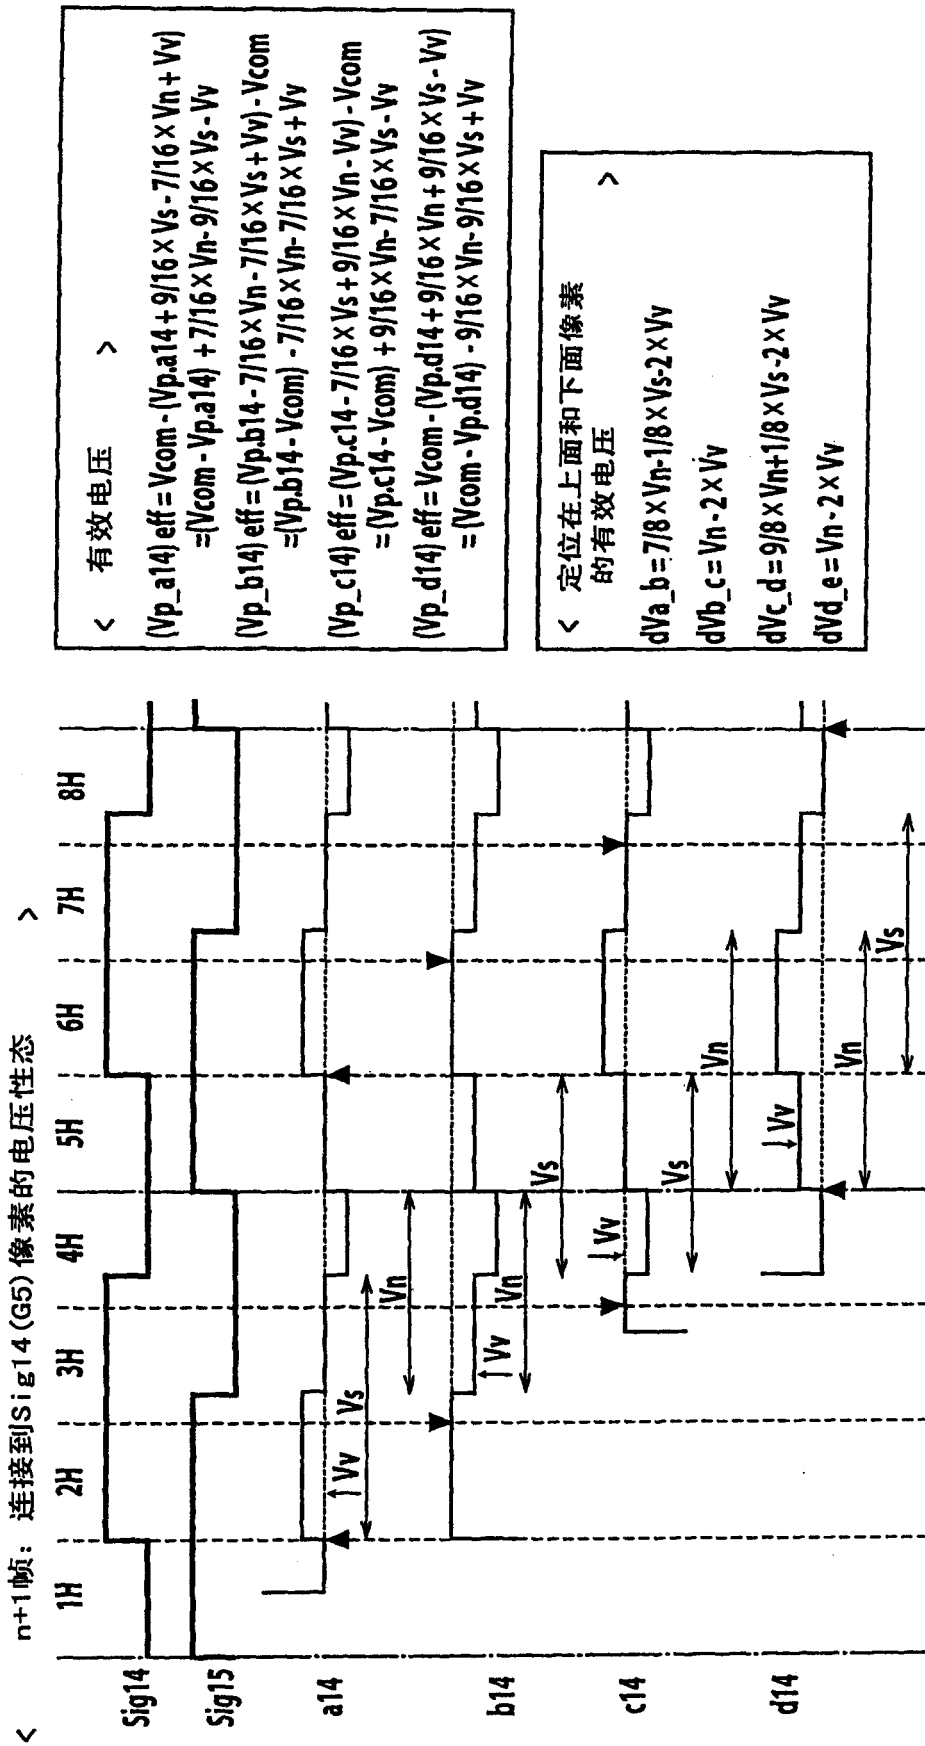 < n+1帧: 连接到Sig14(G5)像素的电压性态 >
1H 2H 3H 4H 5H 6H 7H 8H
Sig14
Sig15
a14
Vv
Vs
Vn
b14
Vv
Vn
Vs
c14
Vv
Vs
Vn
d14
Vv
Vn
Vs
< 有效电压 >
(Vp_a14) eff = Vcom - (Vp.a14 + 9/16 × Vs - 7/16 × Vn + Vv)
=(Vcom - Vp.a14) + 7/16 × Vn - 9/16 × Vs - Vv
(Vp_b14) eff = (Vp.b14 - 7/16 × Vn - 7/16 × Vs + Vv) - Vcom
=(Vp.b14 - Vcom) - 7/16 × Vn - 7/16 × Vs + Vv
(Vp_c14) eff = (Vp.c14 - 7/16 × Vs + 9/16 × Vn - Vv) - Vcom
= (Vp.c14 - Vcom) + 9/16 × Vn - 7/16 × Vs - Vv
(Vp_d14) eff = Vcom - (Vp.d14 + 9/16 × Vn + 9/16 × Vs - Vv)
= (Vcom - Vp.d14) - 9/16 × Vn - 9/16 × Vs + Vv
< 定位在上面和下面像素
的有效电压 >
dVa_b = 7/8 × Vn - 1/8 × Vs - 2 × Vv
dVb_c = Vn - 2 × Vv
dVc_d = 9/8 × Vn + 1/8 × Vs - 2 × Vv
dVd_e = Vn - 2 × Vv